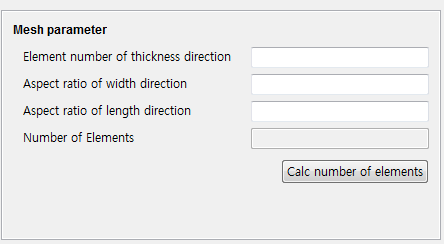 Mesh parameter
Element number of thickness direction
Aspect ratio of width direction
Aspect ratio of length direction
Number of Elements
Calc number of elements